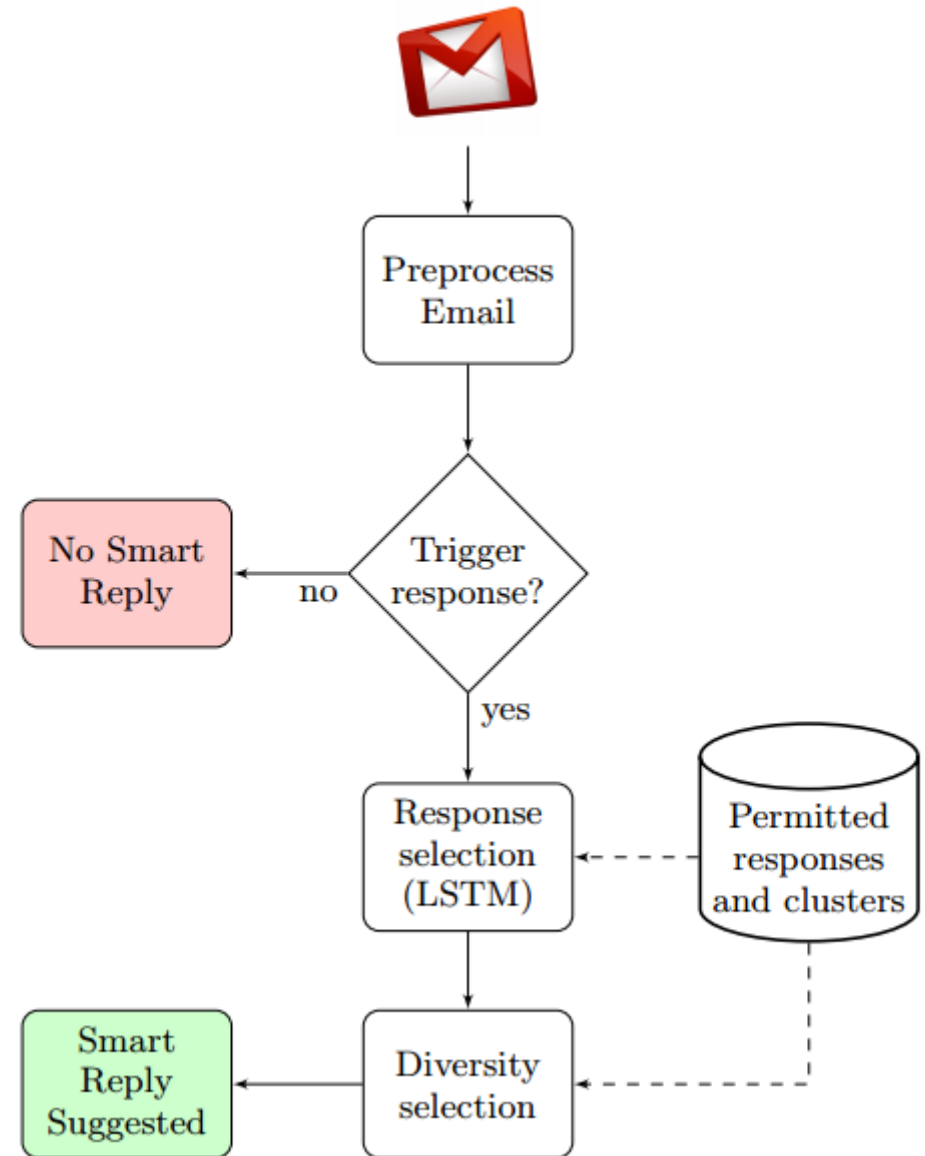 Preprocess
Email
Trigger
response?
No Smart
Reply
no
yes
Response
selection
(LSTM)
Permitted
responses
and clusters
Diversity
selection
Smart
Reply
Suggested